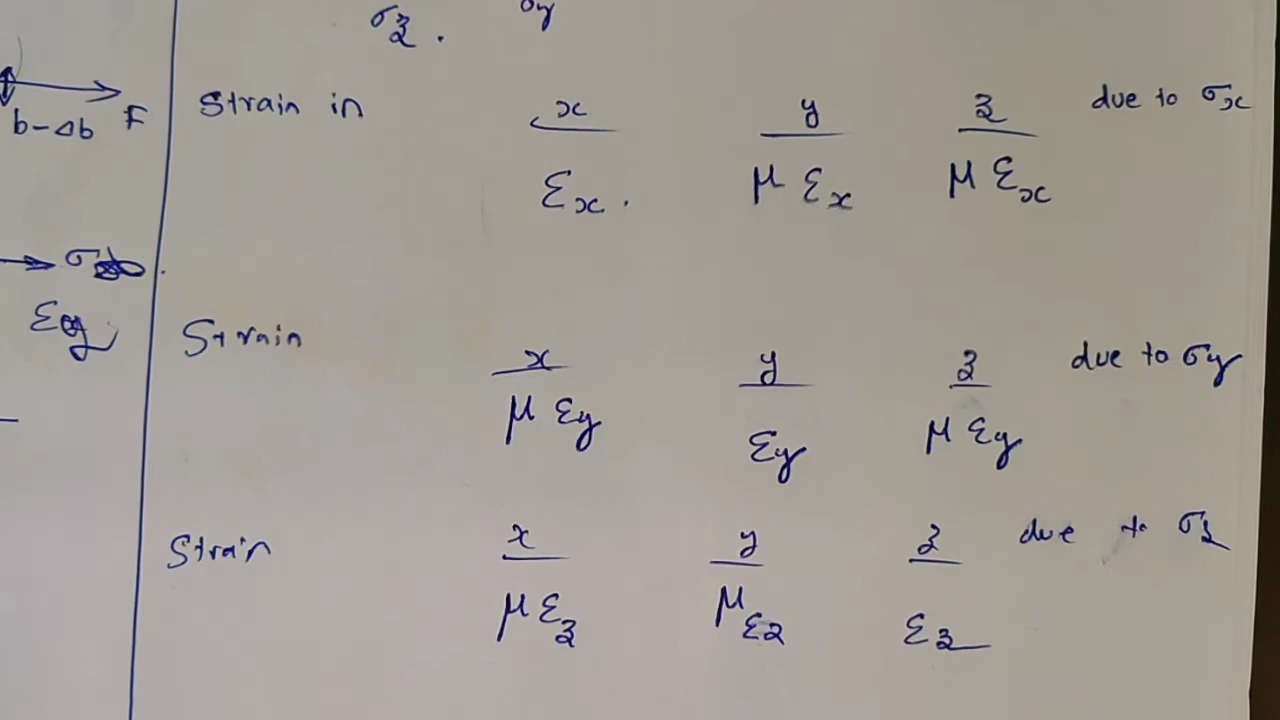 σz. σy
F
b-Δb
Strain in x y z due to σx
εx. μ εx μ εx
σ
Strain x y z due to σy
μ εy εy μ εy
Strain x y z due to σz
μ εz μ εz εz